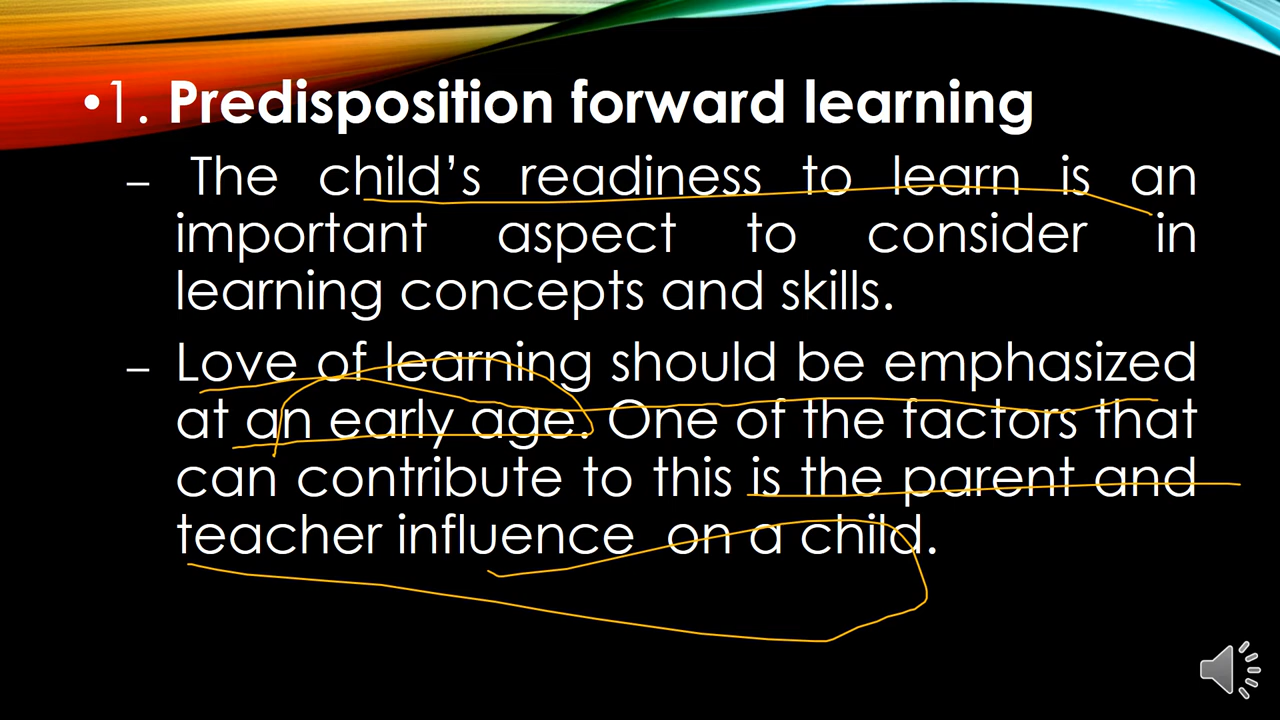 •1. Predisposition forward learning
– The child's readiness to learn is an
important aspect to consider in
learning concepts and skills.
– Love of learning should be emphasized
at an early age. One of the factors that
can contribute to this is the parent and
teacher influence on a child.